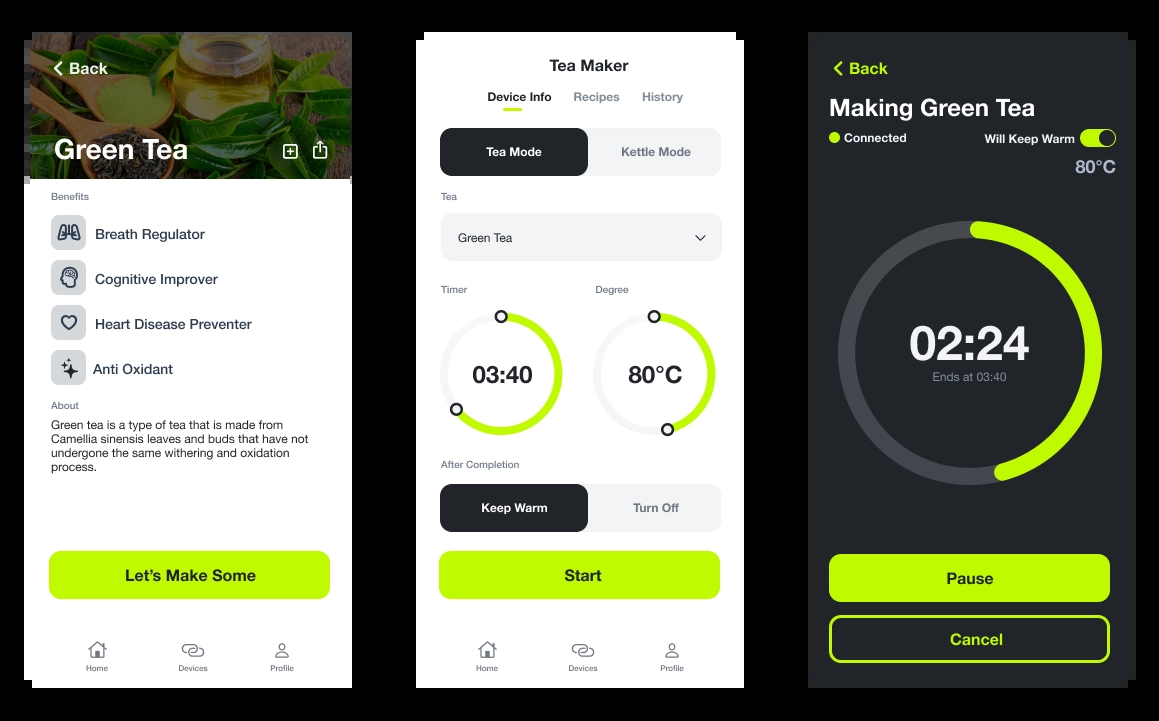 Back
Green Tea
Benefits
Breath Regulator
Cognitive Improver
Heart Disease Preventer
Anti Oxidant
About
Green tea is a type of tea that is made from
Camellia sinensis leaves and buds that have not
undergone the same withering and oxidation
process.
Let’s Make Some
Home Devices Profile
Tea Maker
Device Info Recipes History
Tea Mode Kettle Mode
Tea
Green Tea
Timer Degree
03:40 80°C
After Completion
Keep Warm Turn Off
Start
Home Devices Profile
Back
Making Green Tea
Connected Will Keep Warm
80°C
02:24
Ends at 03:40
Pause
Cancel